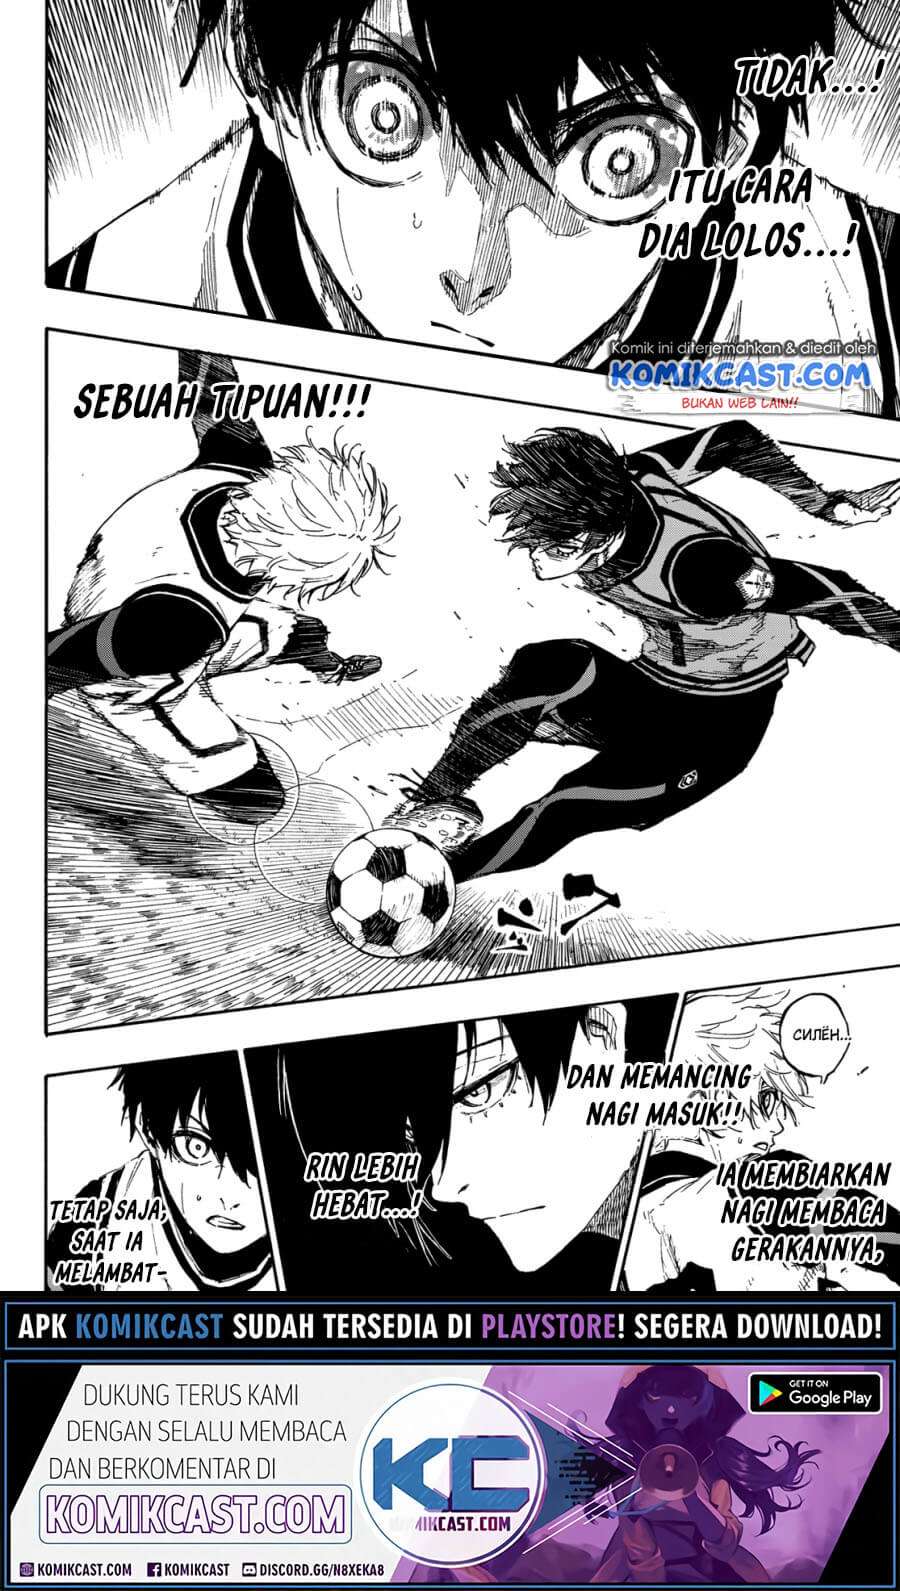 TIDAK...!
ITU CARA
DIA LOLOS...!
Komik ini diterjemahkan & diedit oleh
KOMIKCAST.COM
BUKAN WEB LAIN!!
SEBUAH TIPUAN!!!
СИЛЁН...
IA MEMBIARKAN
NAGI MEMBACA
GERAKANNYA,
DAN MEMANCING
NAGI MASUK!!
RIN LEBIH
HEBAT...!
TETAP SAJA,
SAAT IA
MELAMBAT-
APK KOMIKCAST SUDAH TERSEDIA DI PLAYSTORE! SEGERA DOWNLOAD!
DUKUNG TERUS KAMI
DENGAN SELALU MEMBACA
DAN BERKOMENTAR DI
KOMIKCAST.COM
KC
KOMIKCAST.COM
GET IT ON
Google Play
KOMIKCAST.COM
KOMIKCAST
DISCORD.GG/N8XEKA8